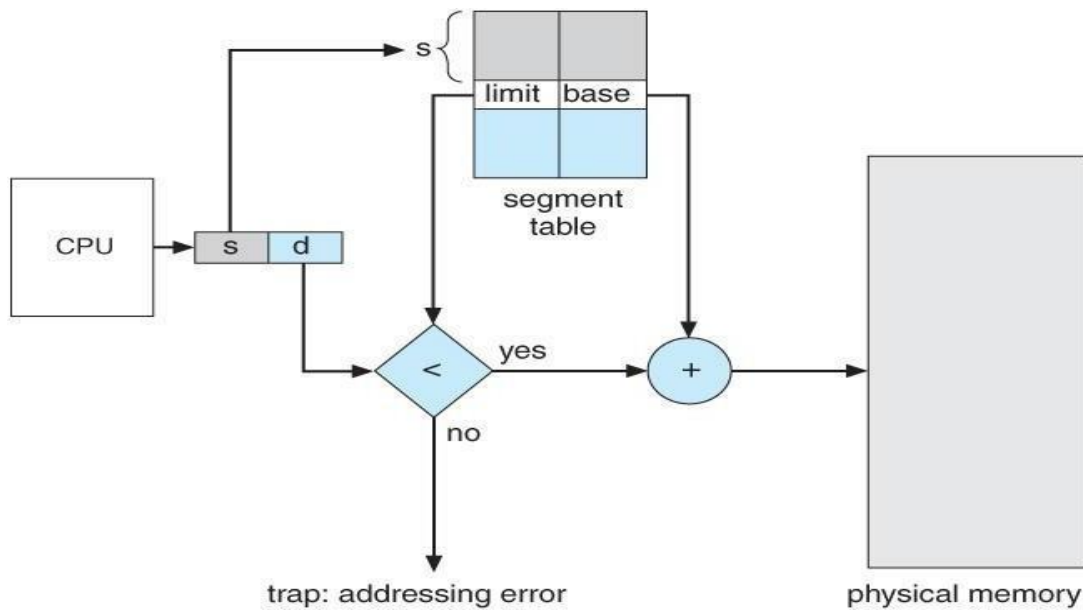 s
limit base
segment
table
CPU
s d
<
yes
+
no
trap: addressing error
physical memory